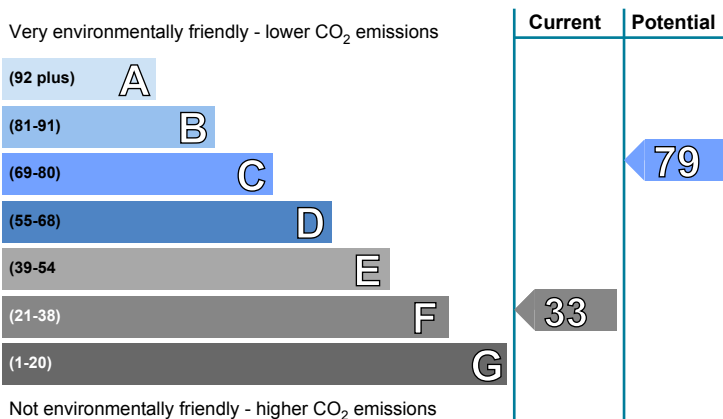 Current Potential
Very environmentally friendly - lower CO2 emissions
(92 plus) A
(81-91) B
(69-80) C 79
(55-68) D
(39-54 E
(21-38) F 33
(1-20) G
Not environmentally friendly - higher CO2 emissions